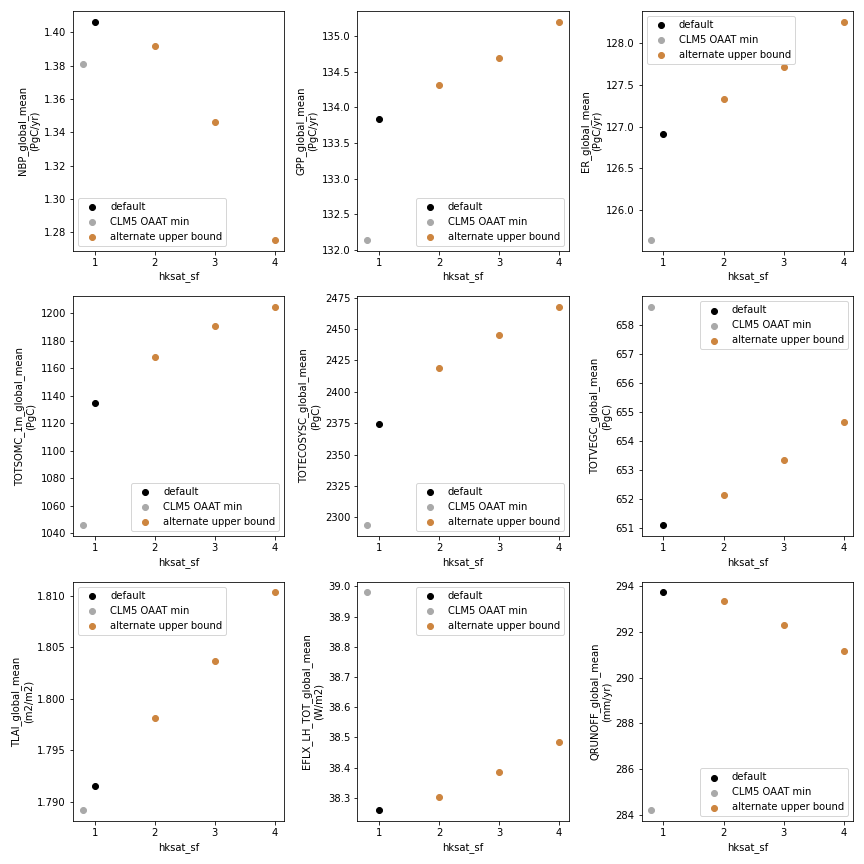 NBP_global_mean
(PgC/yr)
1.40
1.38
1.36
1.34
1.32
1.30
1.28
default
CLM5 OAAT min
alternate upper bound
1 2 3 4
hksat_sf
GPP_global_mean
(PgC/yr)
135.0
134.5
134.0
133.5
133.0
132.5
132.0
default
CLM5 OAAT min
alternate upper bound
1 2 3 4
hksat_sf
ER_global_mean
(PgC/yr)
128.0
127.5
127.0
126.5
126.0
default
CLM5 OAAT min
alternate upper bound
1 2 3 4
hksat_sf
TOTSOMC_1m_global_mean
(PgC)
1200
1180
1160
1140
1120
1100
1080
1060
1040
default
CLM5 OAAT min
alternate upper bound
1 2 3 4
hksat_sf
TOTECOSYSC_global_mean
(PgC)
2475
2450
2425
2400
2375
2350
2325
2300
default
CLM5 OAAT min
alternate upper bound
1 2 3 4
hksat_sf
TOTVEGC_global_mean
(PgC)
658
657
656
655
654
653
652
651
default
CLM5 OAAT min
alternate upper bound
1 2 3 4
hksat_sf
TLAI_global_mean
(m2/m2)
1.810
1.805
1.800
1.795
1.790
default
CLM5 OAAT min
alternate upper bound
1 2 3 4
hksat_sf
EFLX_LH_TOT_global_mean
(W/m2)
39.0
38.9
38.8
38.7
38.6
38.5
38.4
38.3
default
CLM5 OAAT min
alternate upper bound
1 2 3 4
hksat_sf
QRUNOFF_global_mean
(mm/yr)
294
292
290
288
286
284
default
CLM5 OAAT min
alternate upper bound
1 2 3 4
hksat_sf